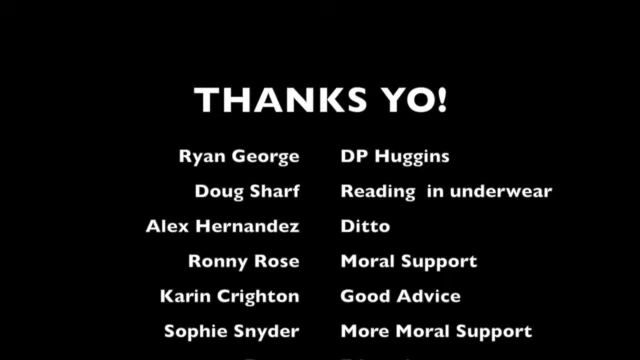 THANKS YO!
Ryan George DP Huggins
Doug Sharf Reading in underwear
Alex Hernandez Ditto
Ronny Rose Moral Support
Karin Crighton Good Advice
Sophie Snyder More Moral Support